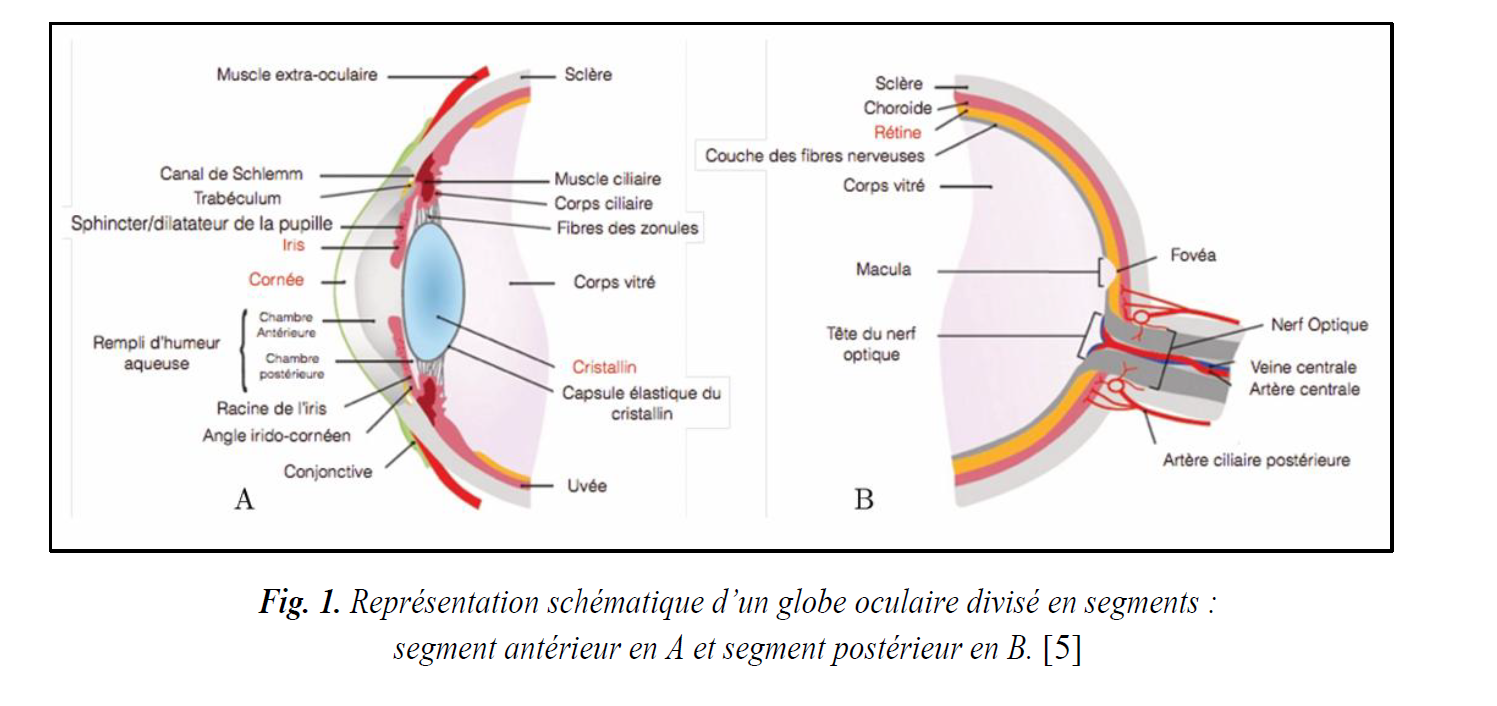 Muscle extra-oculaire
Sclère
Canal de Schlemm
Trabéculum
Sphincter/dilatateur de la pupille
Iris
Cornée
Chambre
Antérieure
Rempli d'humeur
aqueuse
Chambre
postérieure
Racine de l'iris
Angle irido-cornéen
Conjonctive
A
Muscle ciliaire
Corps ciliaire
Fibres des zonules
Corps vitré
Cristallin
Capsule élastique du
cristallin
Uvée
Sclère
Choroide
Rétine
Couche des fibres nerveuses
Corps vitré
Macula
Fovéa
Tête du nerf
optique
Nerf Optique
Veine centrale
Artère centrale
Artère ciliaire postérieure
B
Fig. 1. Représentation schématique d'un globe oculaire divisé en segments :
segment antérieur en A et segment postérieur en B. [5]